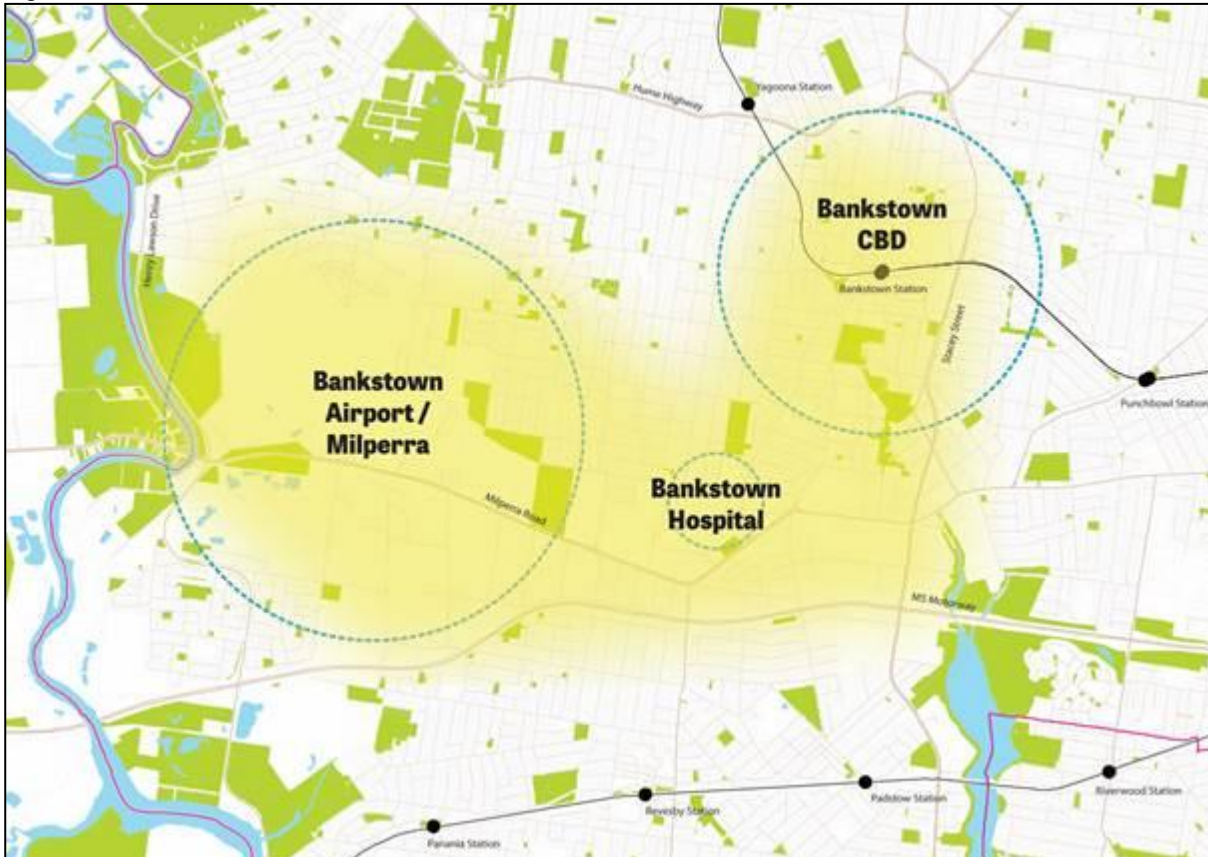 Hume Highway
Yagoona Station
Bankstown
CBD
Bankstown Station
Henry Lawson Drive
Stacey Street
Punchbowl Station
Bankstown
Airport /
Milperra
Bankstown
Hospital
Milperra Road
M5 Motorway
Riverwood Station
Padstow Station
Revesby Station
Panania Station